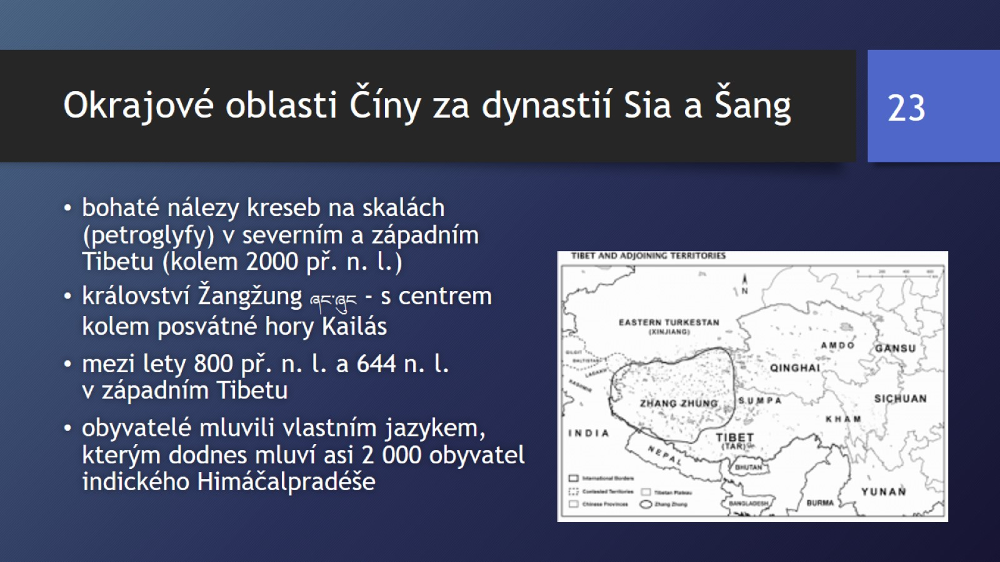 Okrajové oblasti Číny za dynastií Sia a Šang
23
• bohaté nálezy kreseb na skalách
(petroglyfy) v severním a západním
Tibetu (kolem 2000 př. n. l.)
• království Žangžung ཞང་ཞུང - s centrem
kolem posvátné hory Kailás
• mezi lety 800 př. n. l. a 644 n. l.
v západním Tibetu
• obyvatelé mluvili vlastním jazykem,
kterým dodnes mluví asi 2 000 obyvatel
indického Himáčalpradéše
TIBET AND ADJOINING TERRITORIES
N
EASTERN TURKESTAN
(XINJIANG)
AMDO
GANSU
GILGIT
BALTISTAN
LADAKH
QINGHAI
KASHMIR
ZHANG ZHUNG
SUMPA
SICHUAN
KHAM
INDIA
TIBET
(TAR)
NEPAL
BHUTAN
International Borders
Contested Territories
Tibetan Plateau
YUNAN
Chinese Provinces
Zhang Zhung
BANGLADESH
BURMA